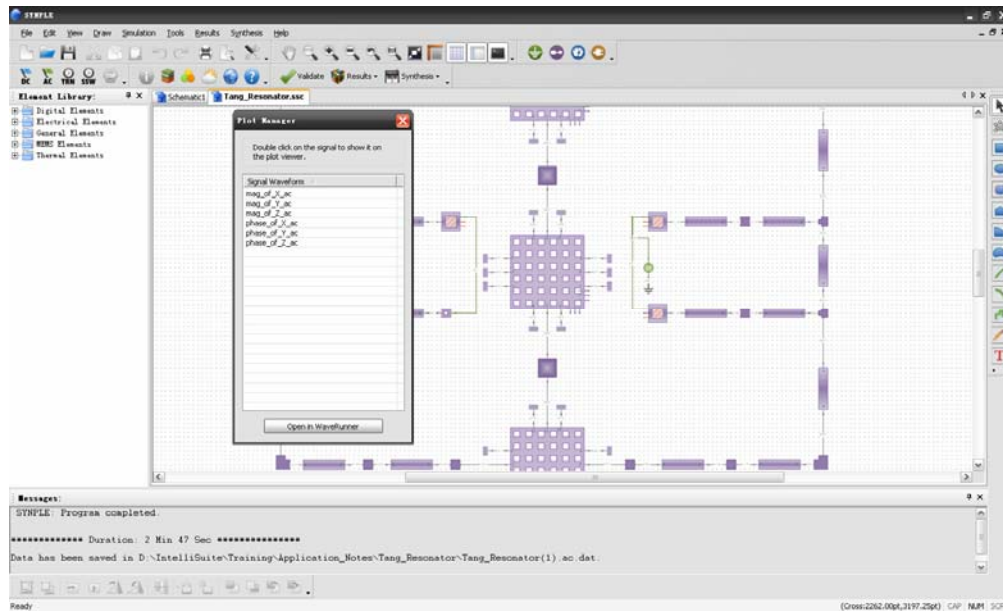 SYNPLE
File Edit View Draw Simulation Tools Results Synthesis Help
DC AC TRN SSW Validate Results Synthesis
Element Library: Schematic1 Tang_Resonator.ssc
Digital Elements
Electrical Elements
General Elements
MEMS Elements
Thermal Elements
Plot Manager
Double click on the signal to show it on
the plot viewer.
Signal Waveform
mag_of_X_ac
mag_of_Y_ac
mag_of_Z_ac
phase_of_X_ac
phase_of_Y_ac
phase_of_Z_ac
Open in WaveRunner
T
Messages:
SYNPLE: Program completed.
************* Duration: 2 Min 47 Sec ***************
Data has been saved in D:\IntelliSuite\Training\Application_Notes\Tang_Resonator\Tang_Resonator(1).ac.dat.
Ready (Cross:2262.00pt,3197.25pt) CAP NUM